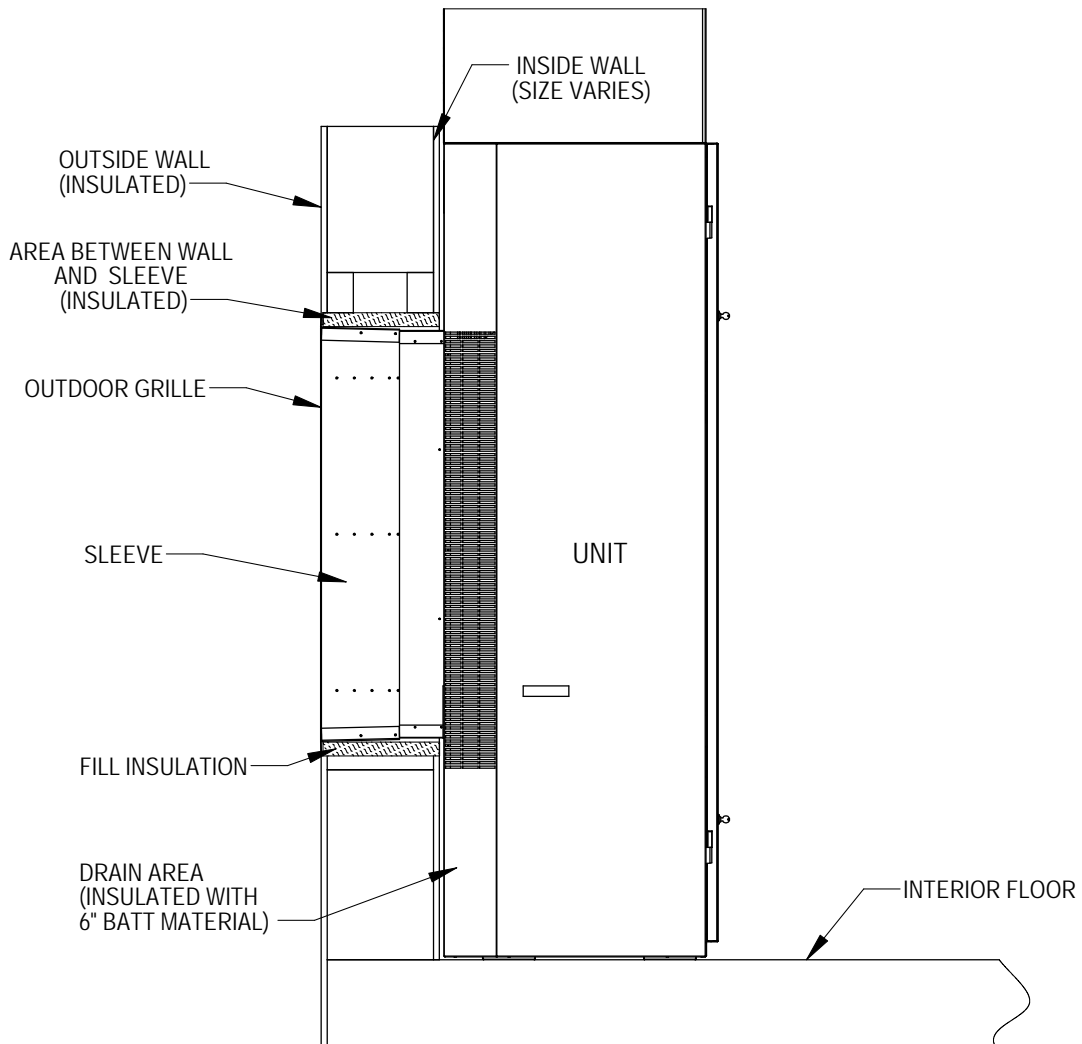 INSIDE WALL
(SIZE VARIES)
OUTSIDE WALL
(INSULATED)
AREA BETWEEN WALL
AND SLEEVE
(INSULATED)
OUTDOOR GRILLE
SLEEVE
UNIT
FILL INSULATION
DRAIN AREA
(INSULATED WITH
6" BATT MATERIAL)
INTERIOR FLOOR